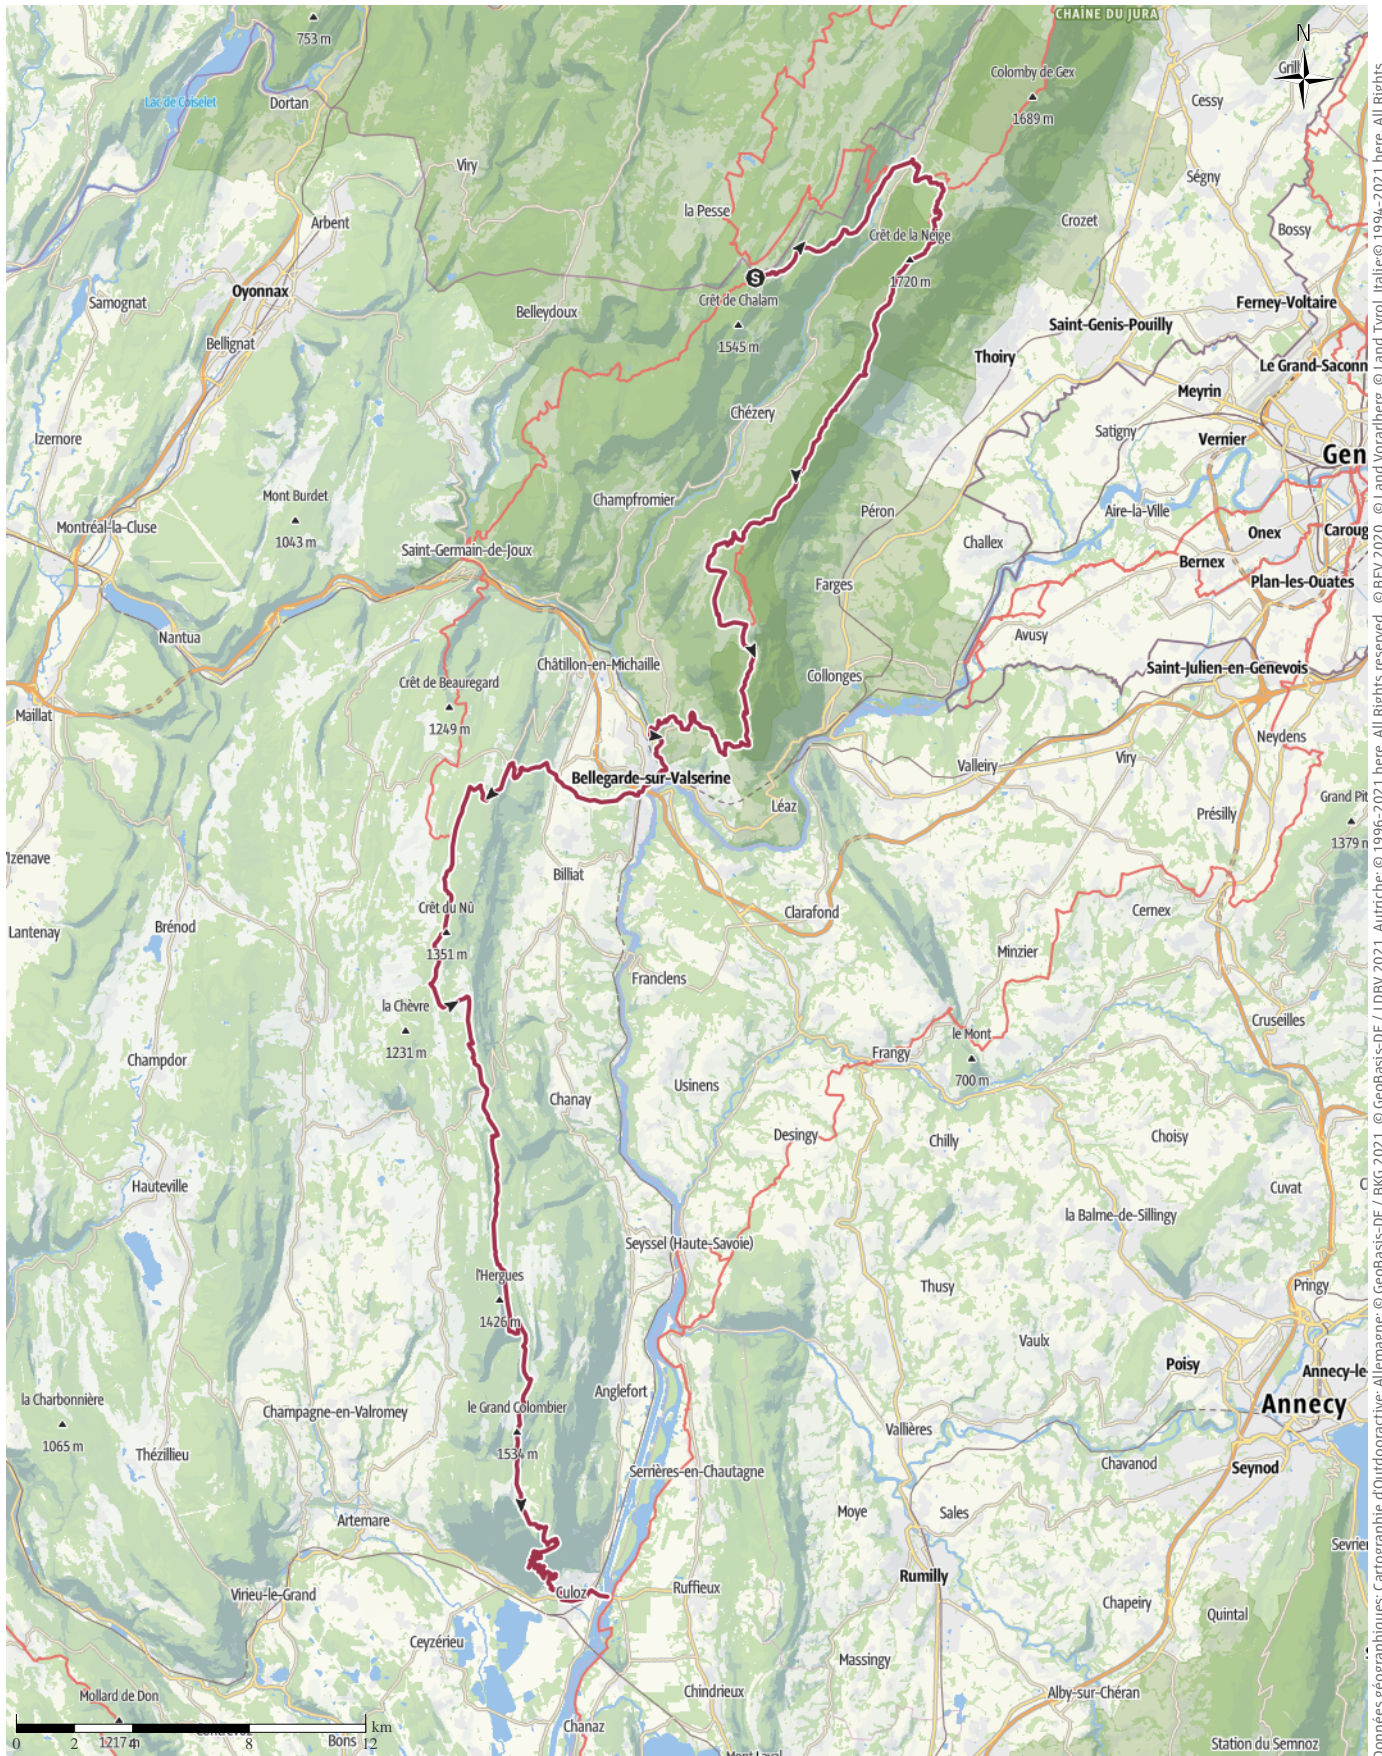 CHAÎNE DU JURA
N
753 m
Colomby de Gex
1689 m
Lac de Coiselet
Dortan
Cessy
Viry
Ségny
la Pesse
Arbent
Crozet
Bossy
Crêt de la Neige
1720 m
S
Oyonnax
Samognat
Crêt de Chalam
1545 m
Belleydoux
Ferney-Voltaire
Saint-Genis-Pouilly
Bellignat
Thoiry
Le Grand-Saconn
Meyrin
Chézery
Izernore
Satigny
Vernier
Gen
Mont Burdet
1043 m
Champfromier
Péron
Aire-la-Ville
Montréal-la-Cluse
Onex
Caroug
Saint-Germain-de-Joux
Challex
Bernex
Plan-les-Ouates
Farges
Nantua
Avusy
Châtillon-en-Michaille
Saint-Julien-en-Genevois
Collonges
Crêt de Beauregard
1249 m
Maillat
Neydens
Valleiry
Viry
Bellegarde-sur-Valserine
Léaz
Grand Pit
1379 m
Présilly
Izenave
Billiat
Crêt du Nû
1351 m
Clarafond
Cernex
Brénod
Lantenay
Minzier
Franclens
la Chèvre
1231 m
Cruseilles
le Mont
700 m
Frangy
Champdor
Usinens
Chanay
Desingy
Chilly
Choisy
Hauteville
Cuvat
la Balme-de-Sillingy
Seyssel (Haute-Savoie)
l'Hergues
1426 m
Thusy
Pringy
Vaulx
Poisy
Annecy-le-
Anglefort
la Charbonnière
1065 m
le Grand Colombier
1534 m
Champagne-en-Valromey
Annecy
Vallières
Thézillieu
Chavanod
Seynod
Serrières-en-Chautagne
Artemare
Moye
Sales
Sevrier
Rumilly
Culoz
Ruffieux
Virieu-le-Grand
Chapeiry
Quintal
Ceyzérieu
Massingy
Mollard de Don
1217 m
Chindrieux
Alby-sur-Chéran
Chanaz
Bons
Station du Semnoz
0 2 4 8 12 km